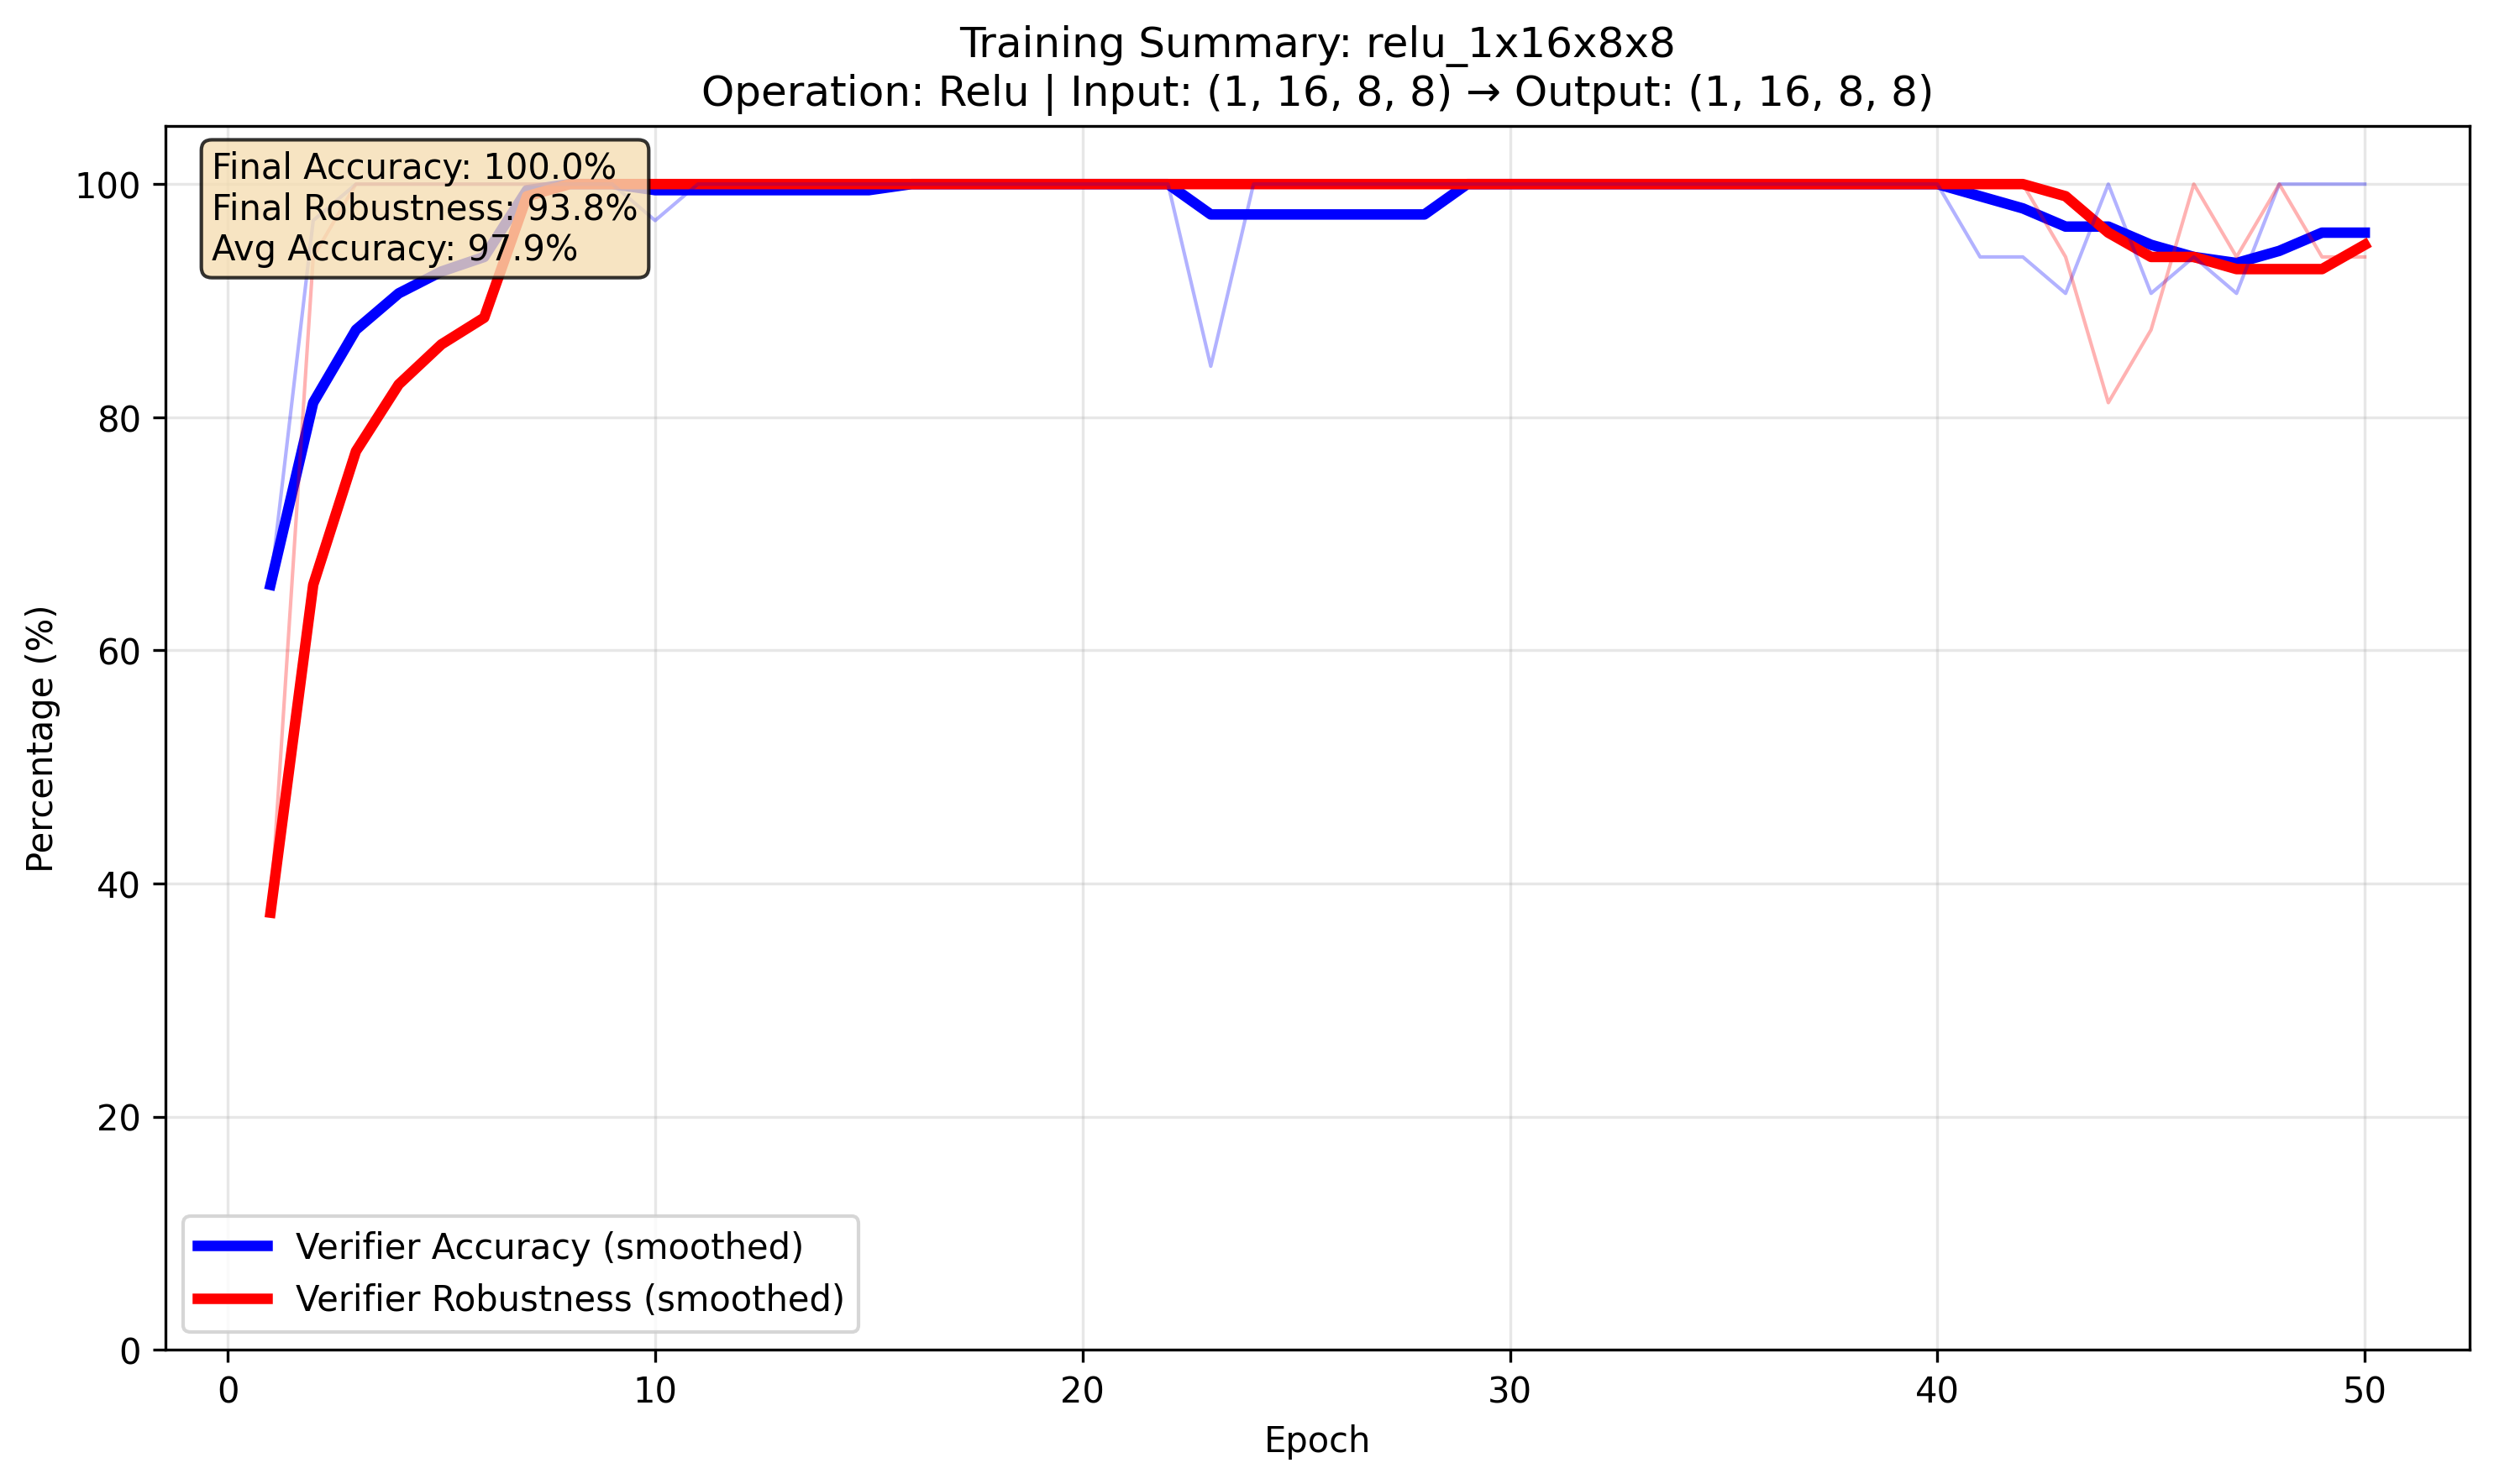 Training Summary: relu_1x16x8x8
Operation: Relu | Input: (1, 16, 8, 8) → Output: (1, 16, 8, 8)
Final Accuracy: 100.0%
Final Robustness: 93.8%
Avg Accuracy: 97.9%
Percentage (%)
100
80
60
40
20
0
Verifier Accuracy (smoothed)
Verifier Robustness (smoothed)
0 10 20 30 40 50
Epoch